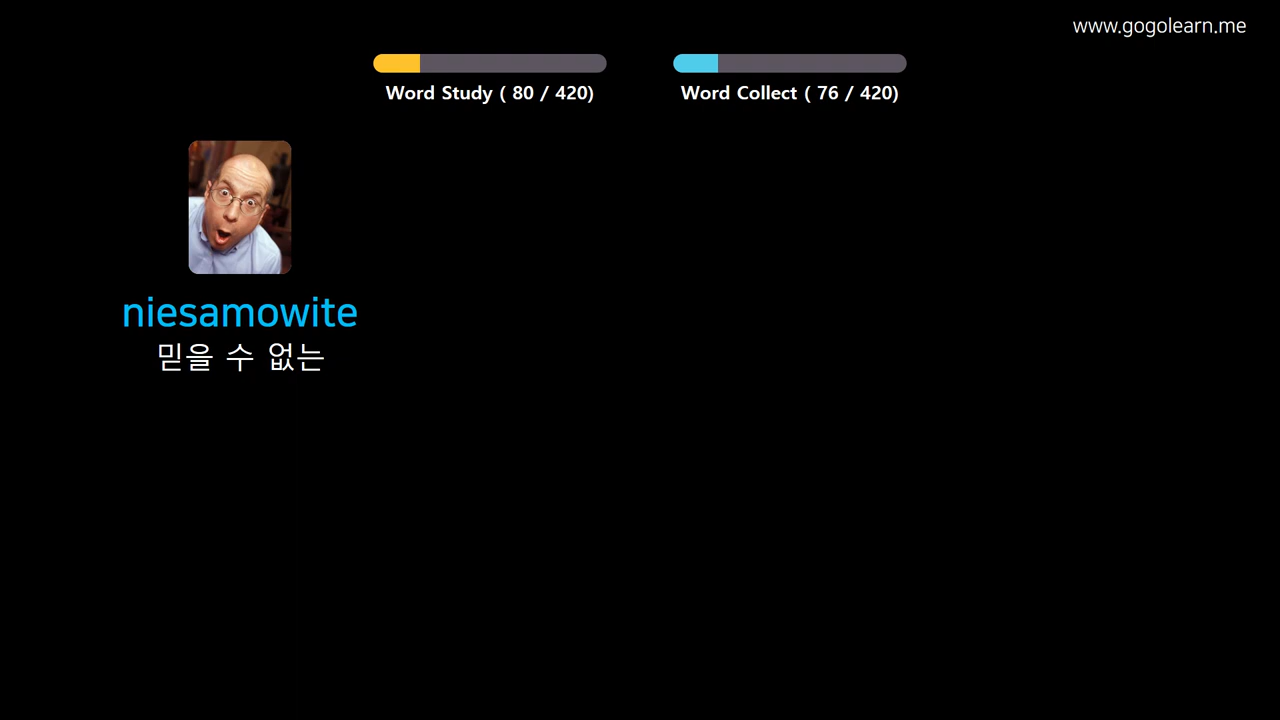 www.gogolearn.me
Word Study ( 80 / 420)
Word Collect ( 76 / 420)
niesamowite
믿을 수 없는